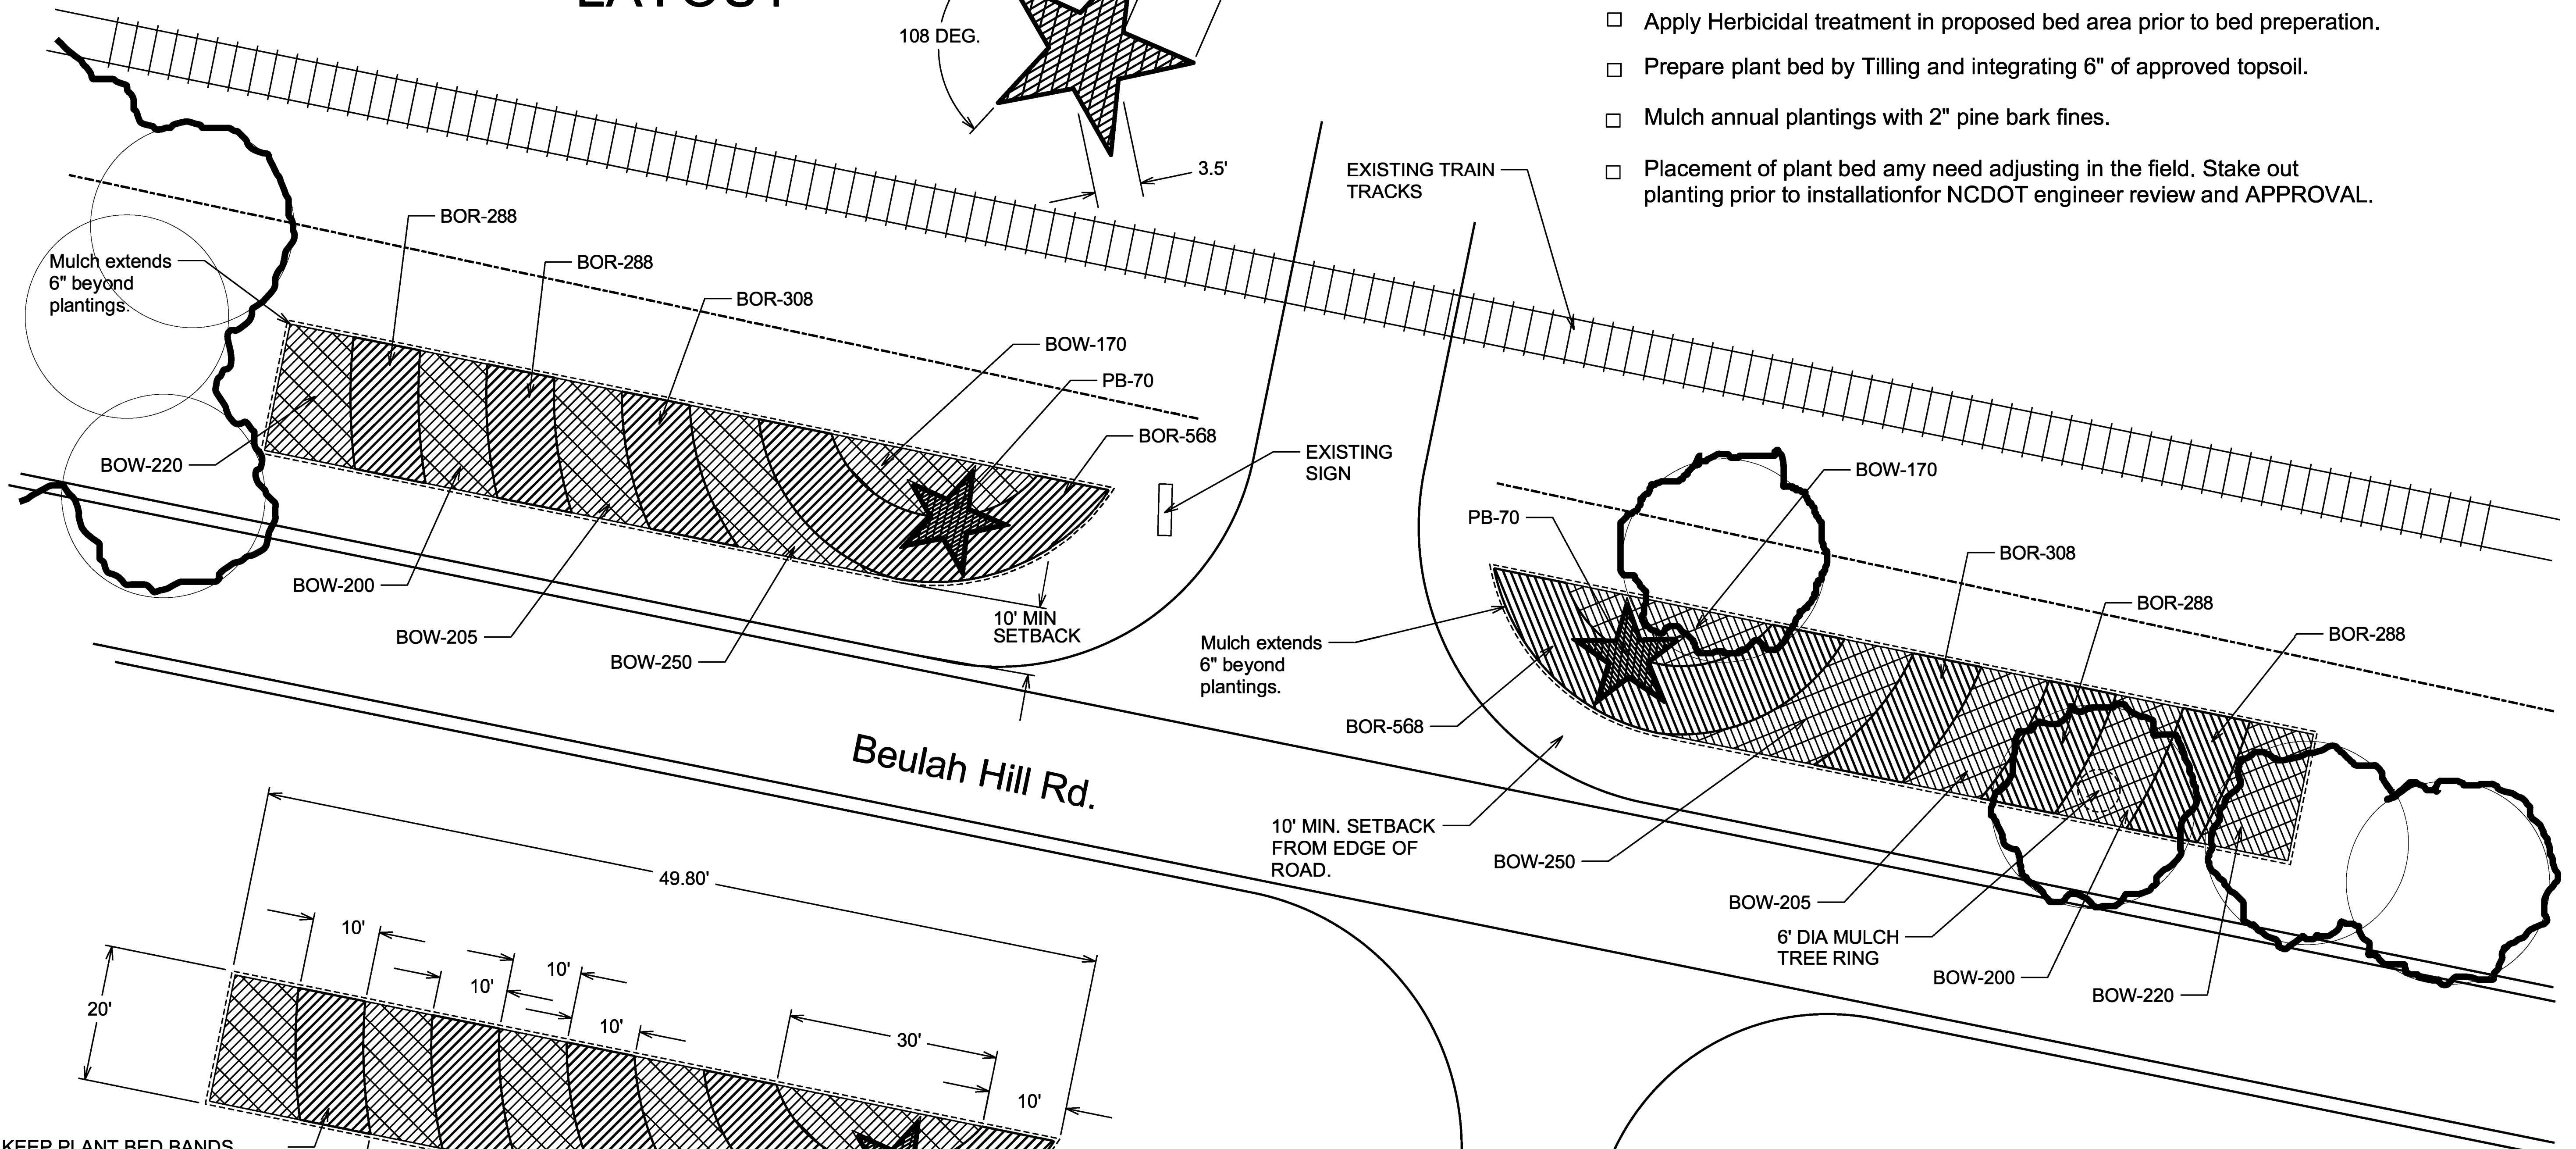 LAYOUT
108 DEG.
3.5'
Apply Herbicidal treatment in proposed bed area prior to bed preperation.
Prepare plant bed by Tilling and integrating 6" of approved topsoil.
Mulch annual plantings with 2" pine bark fines.
Placement of plant bed amy need adjusting in the field. Stake out
planting prior to installationfor NCDOT engineer review and APPROVAL.
EXISTING TRAIN
TRACKS
BOR-288
Mulch extends
6" beyond
plantings.
BOR-288
BOR-308
BOW-170
PB-70
BOR-568
EXISTING
SIGN
BOW-220
BOW-200
BOW-205
BOW-250
10' MIN
SETBACK
BOW-170
PB-70
BOR-308
BOR-288
BOR-288
Mulch extends
6" beyond
plantings.
BOR-568
10' MIN. SETBACK
FROM EDGE OF
ROAD.
BOW-250
BOW-205
6' DIA MULCH
TREE RING
BOW-200
BOW-220
Beulah Hill Rd.
49.80'
10'
10'
10'
10'
20'
30'
10'
KEEP PLANT BED BANDS